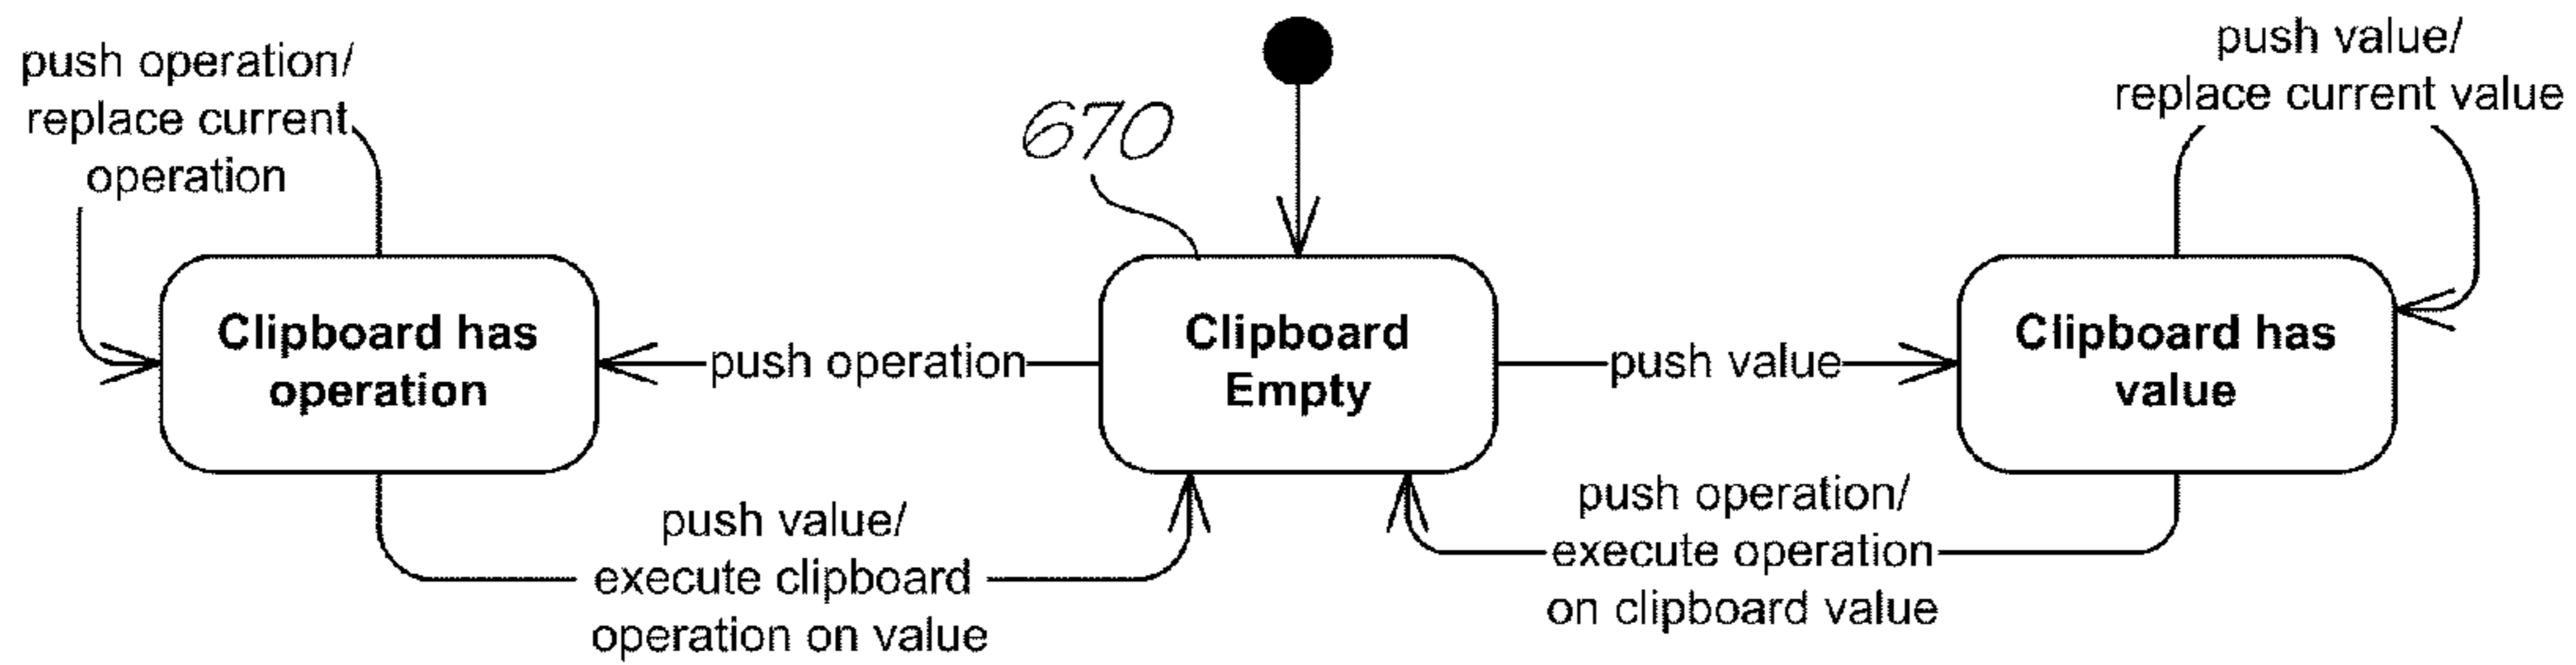 push operation/
replace current
operation
670
push value/
replace current value
Clipboard has
operation
push operation
Clipboard
Empty
push value
Clipboard has
value
push value/
execute clipboard
operation on value
push operation/
execute operation
on clipboard value